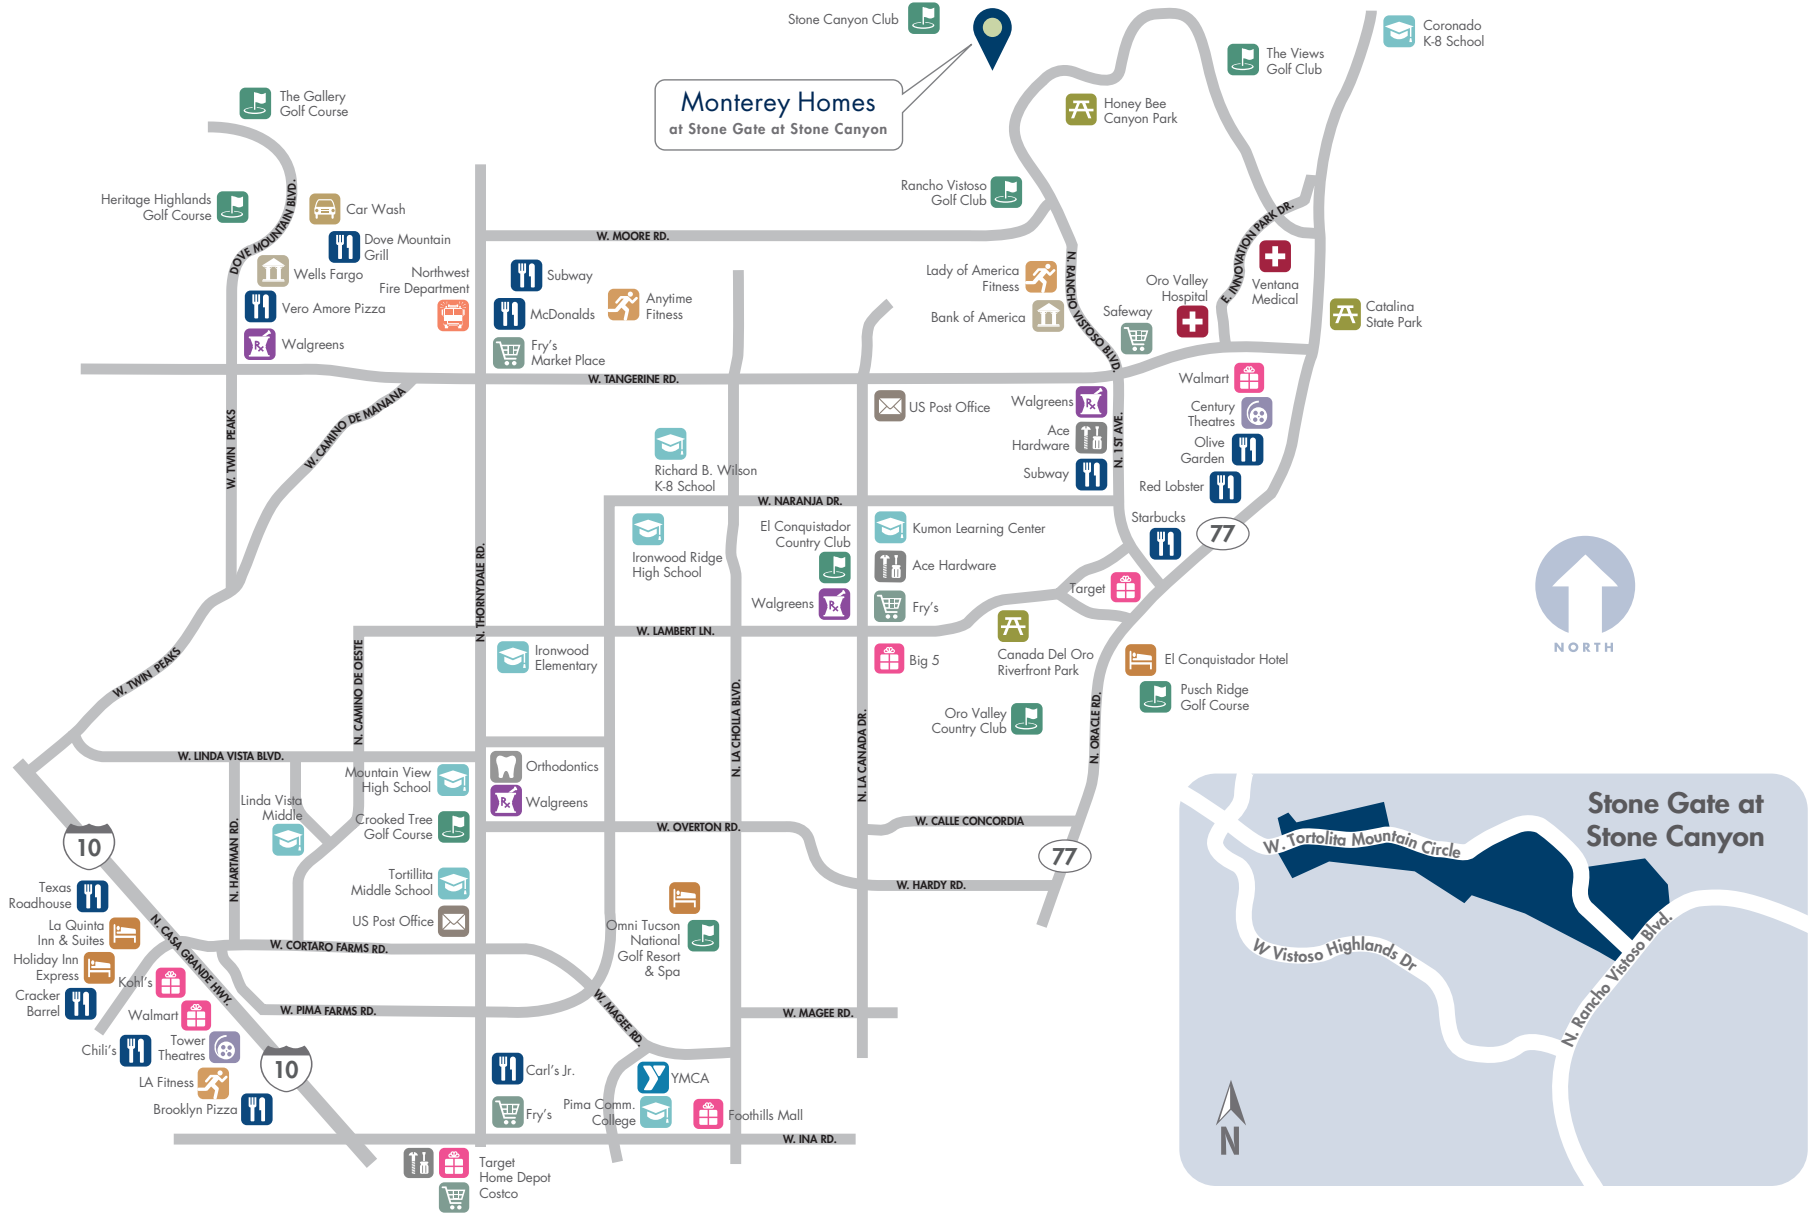 Stone Canyon Club
Coronado
K-8 School
The Views
Golf Club
Monterey Homes
at Stone Gate at Stone Canyon
The Gallery
Golf Course
Honey Bee
Canyon Park
Heritage Highlands
Golf Course
DOVE MOUNTAIN BLVD.
Car Wash
Dove Mountain
Grill
Wells Fargo
Vero Amore Pizza
Rx
Walgreens
Northwest
Fire Department
Rancho Vistoso
Golf Club
W. MOORE RD.
Subway
McDonalds
Anytime
Fitness
Fry's
Market Place
Lady of America
Fitness
Bank of America
N. RANCHO VISTOSO BLVD.
Safeway
Oro Valley
Hospital
E. INNOVATION PARK DR.
Ventana
Medical
Catalina
State Park
W. TANGERINE RD.
W. TWIN PEAKS
W. CAMINO DE MANANA
US Post Office
Walgreens
Rx
Ace
Hardware
Subway
N. 1ST AVE.
Walmart
Century
Theatres
Olive
Garden
Red Lobster
Starbucks
77
Richard B. Wilson
K-8 School
W. NARANJA DR.
Ironwood Ridge
High School
El Conquistador
Country Club
Walgreens
Rx
Kumon Learning Center
Ace Hardware
Fry's
Target
N. THORNYDALE RD.
W. LAMBERT LN.
Ironwood
Elementary
Big 5
Canada Del Oro
Riverfront Park
El Conquistador Hotel
Pusch Ridge
Golf Course
Oro Valley
Country Club
NORTH
W. TWIN PEAKS
N. CAMINO DE OESTE
N. LA CHOLLA BLVD.
N. LA CANADA DR.
N. ORACLE RD.
W. LINDA VISTA BLVD.
Mountain View
High School
Orthodontics
Rx
Walgreens
Linda Vista
Middle
Crooked Tree
Golf Course
W. OVERTON RD.
W. CALLE CONCORDIA
77
W. HARDY RD.
10
N. HARTMAN RD.
Tortillita
Middle School
US Post Office
Texas
Roadhouse
La Quinta
Inn & Suites
Holiday Inn
Express
Cracker
Barrel
N. CASA GRANDE HWY.
Kohl's
Walmart
Chili's
Tower
Theatres
LA Fitness
Brooklyn Pizza
10
W. CORTARO FARMS RD.
W. PIMA FARMS RD.
Omni Tucson
National
Golf Resort
& Spa
W. MAGEE RD.
W. MAGEE RD.
Carl's Jr.
Fry's
Y
YMCA
Pima Comm.
College
Foothills Mall
W. INA RD.
Target
Home Depot
Costco
Stone Gate at
Stone Canyon
W. Tortolita Mountain Circle
W Vistoso Highlands Dr
N. Rancho Vistoso Blvd.
N